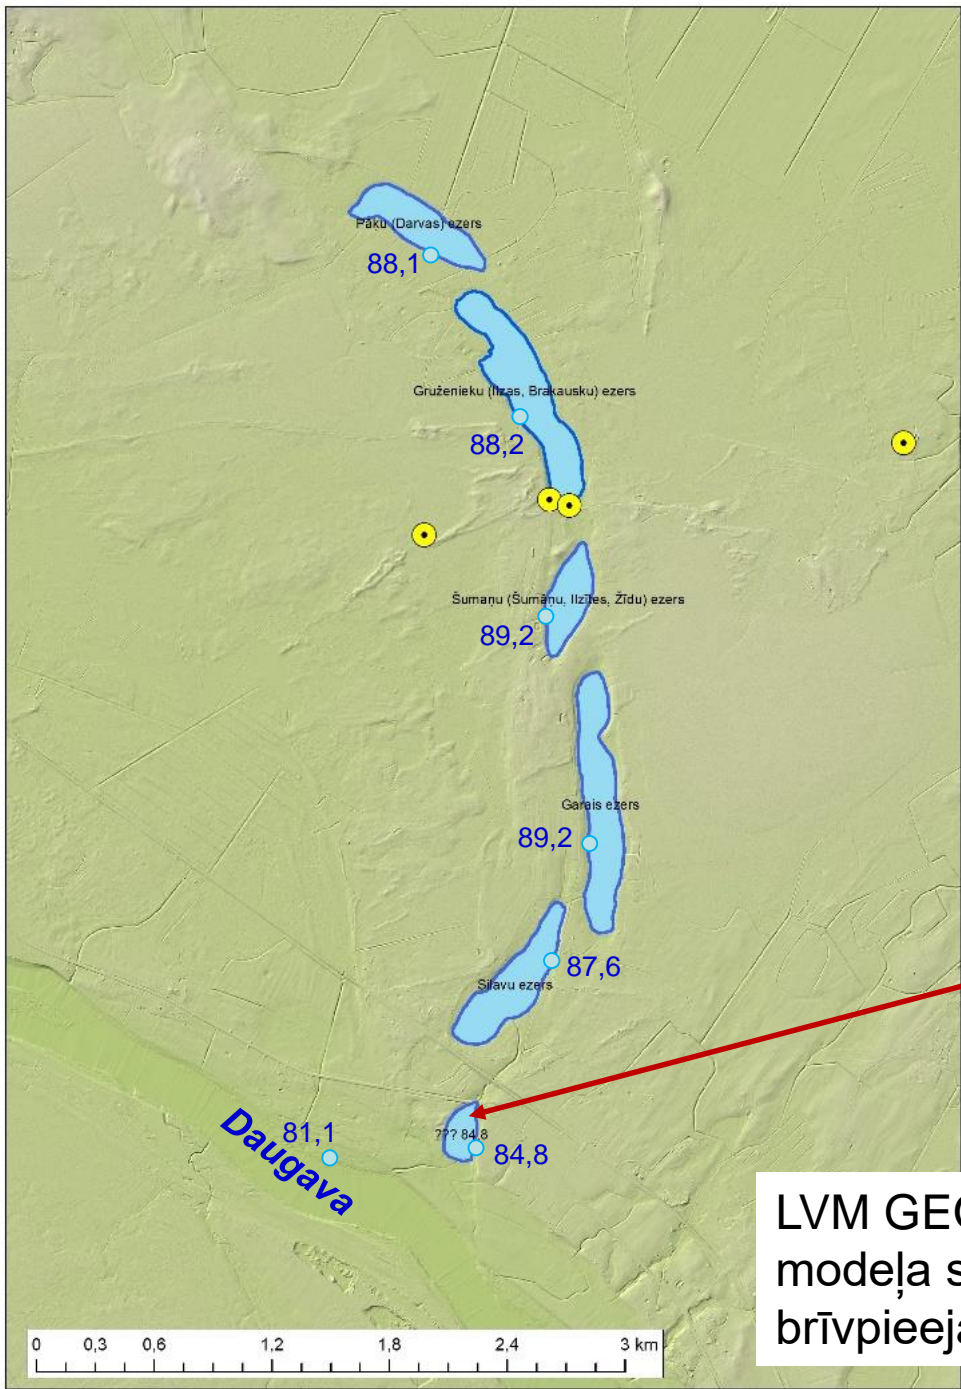 Pāķu (Darvas) ezers
88,1
Gruženieku (Ilzas, Brakausku) ezers
88,2
Šumaņu (Šumāņu, Ilzītes, Žīdu) ezers
89,2
Garais ezers
89,2
87,6
Sīļavu ezers
81,1
Daugava
??? 84,8
84,8
LVM GEO
modeļa s
brīvpieeja
0 0,3 0,6 1,2 1,8 2,4 3 km